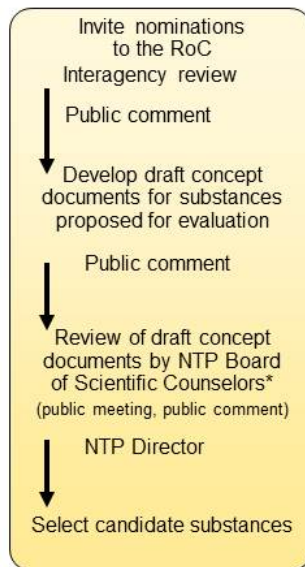 Invite nominations
to the RoC
Interagency review
Public comment
Develop draft concept
documents for substances
proposed for evaluation
Public comment
Review of draft concept
documents by NTP Board
of Scientific Counselors*
(public meeting, public comment)
NTP Director
Select candidate substances